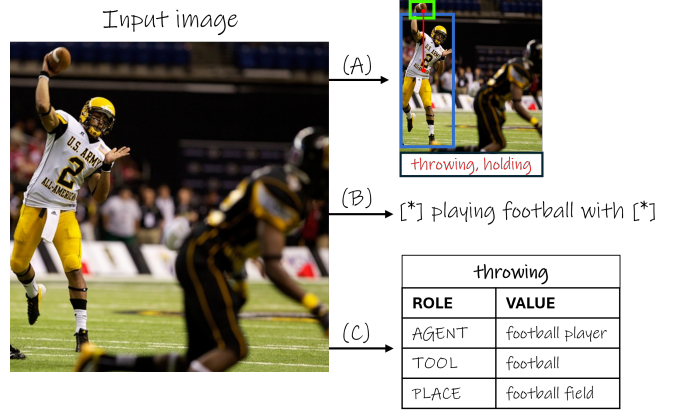 Input image
U.S. ARMY
2
ALL-AMERICAN
(A)
throwing, holding
(B)
[*] playing football with [*]
(C)
throwing
ROLE VALUE
AGENT football player
TOOL football
PLACE football field